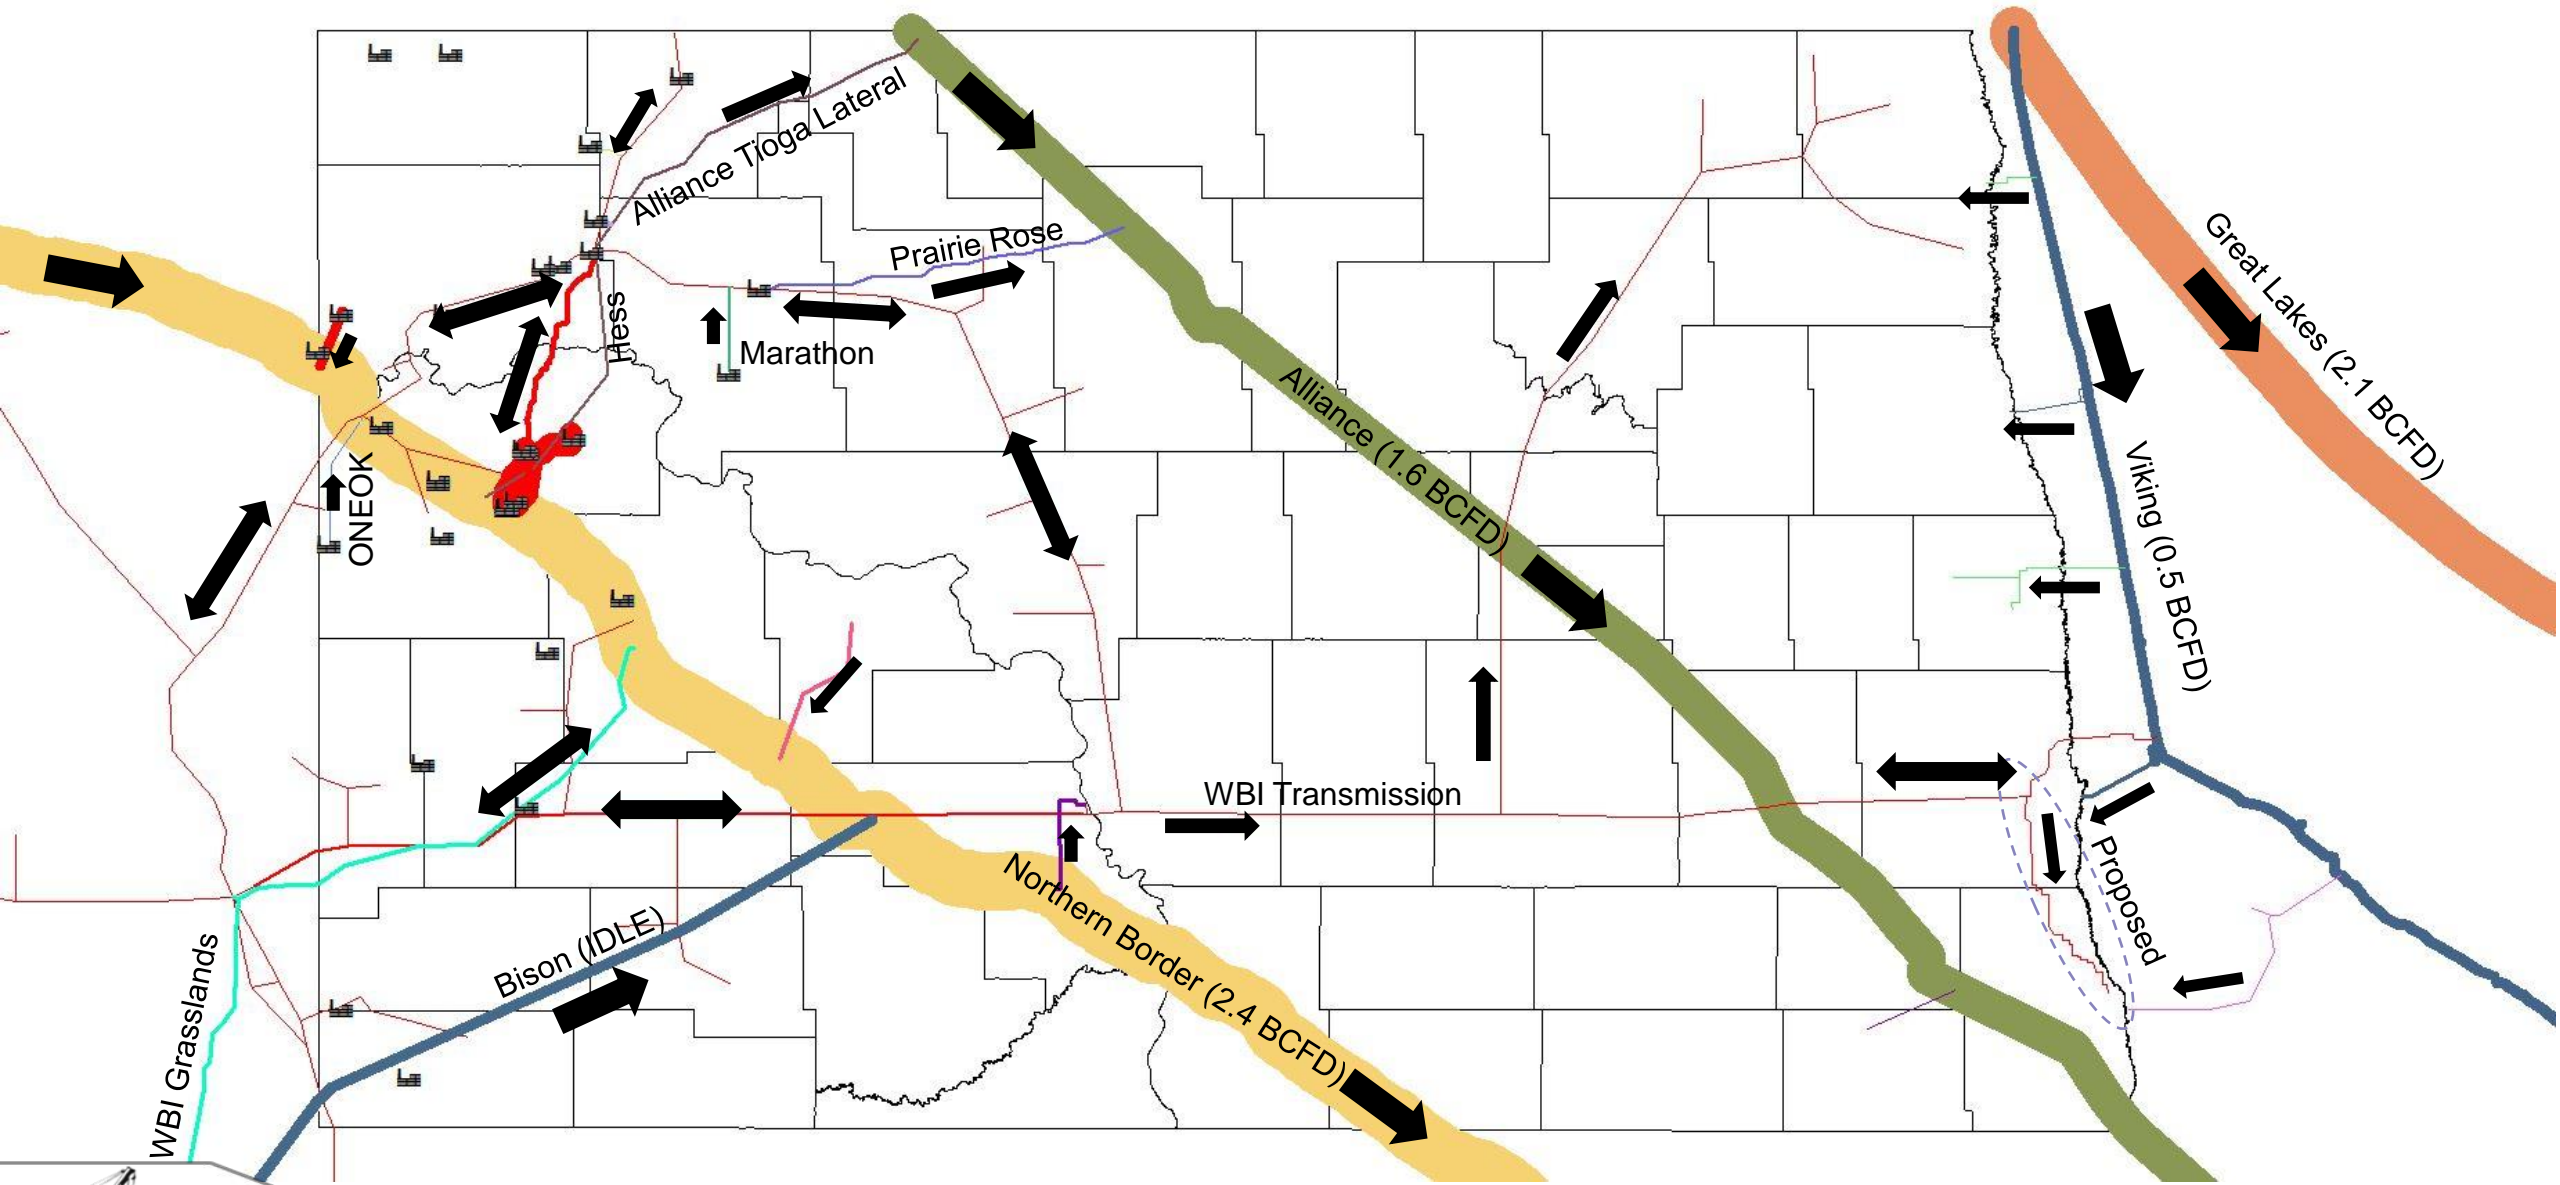 Alliance Tioga Lateral
Prairie Rose
Hess
Marathon
ONEOK
Great Lakes (2.1 BCFD)
Alliance (1.6 BCFD)
Viking (0.5 BCFD)
WBI Transmission
Proposed
Northern Border (2.4 BCFD)
Bison (IDLE)
WBI Grasslands